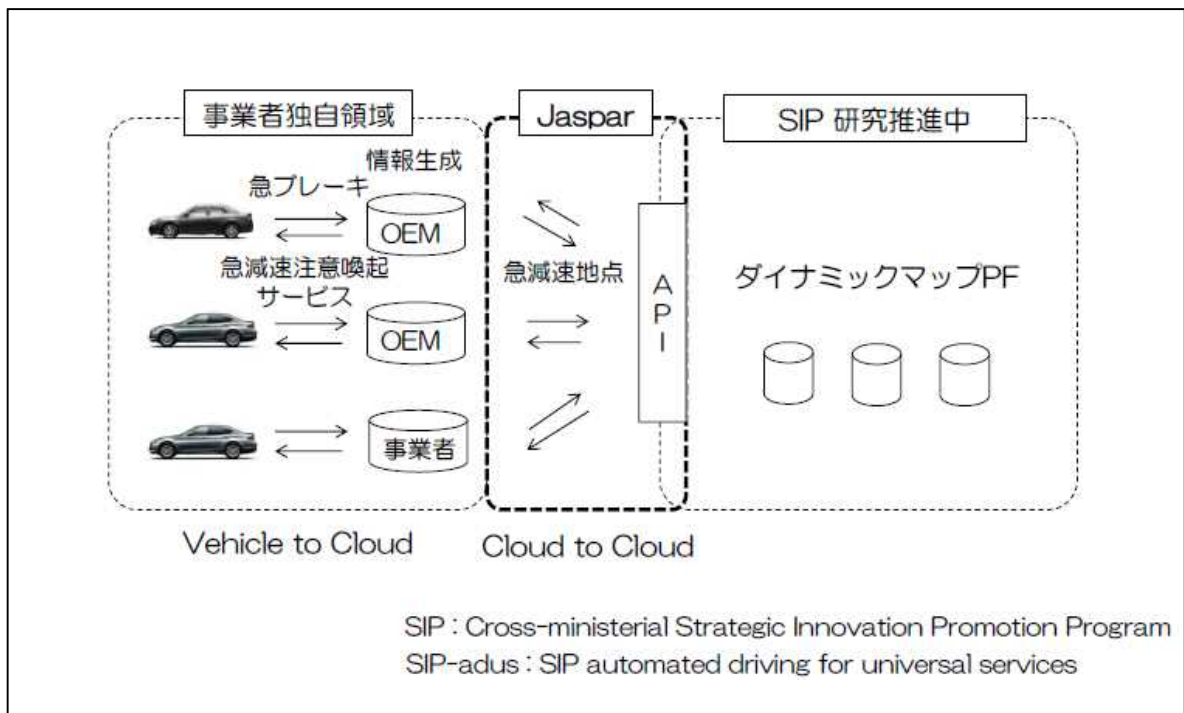 事業者独自領域
Jaspar
SIP 研究推進中
情報生成
急ブレーキ
OEM
急減速注意喚起
サービス
急減速地点
OEM
API
ダイナミックマップPF
事業者
Vehicle to Cloud
Cloud to Cloud
SIP : Cross-ministerial Strategic Innovation Promotion Program
SIP-adus : SIP automated driving for universal services